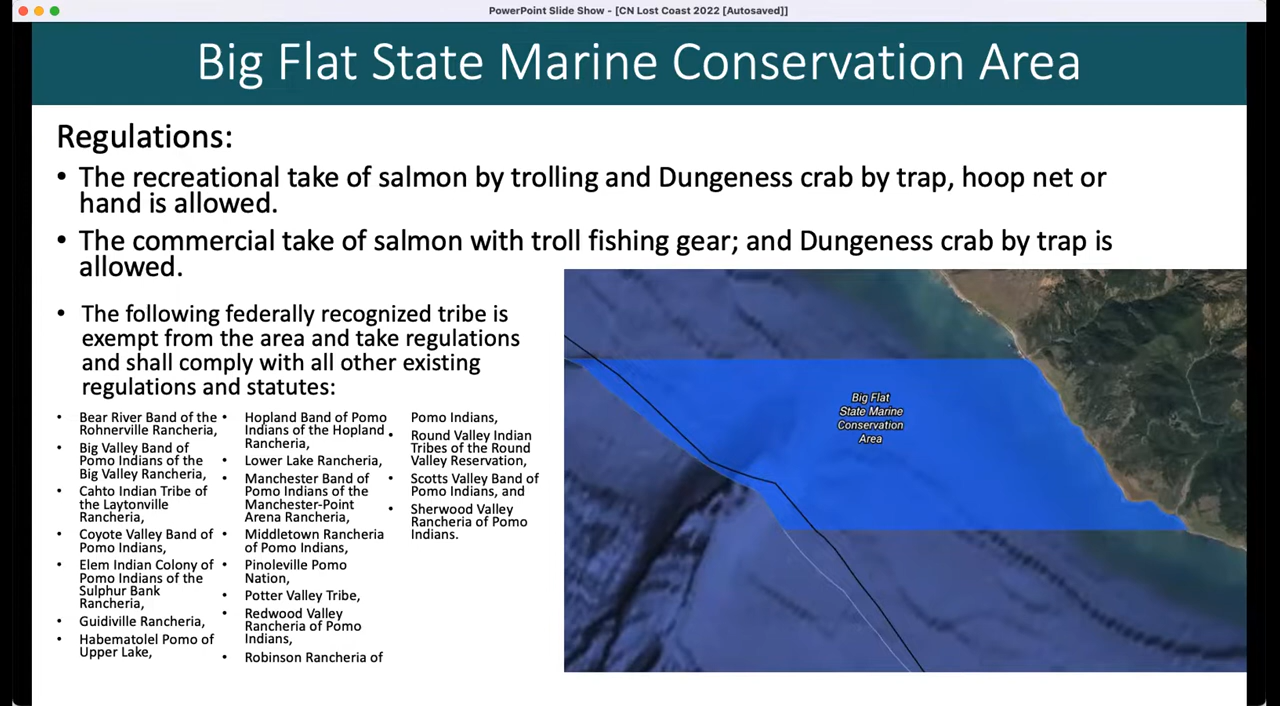 PowerPoint Slide Show - [CN Lost Coast 2022 [Autosaved]]
Big Flat State Marine Conservation Area
Regulations:
• The recreational take of salmon by trolling and Dungeness crab by trap, hoop net or
hand is allowed.
• The commercial take of salmon with troll fishing gear; and Dungeness crab by trap is
allowed.
• The following federally recognized tribe is
exempt from the area and take regulations
and shall comply with all other existing
regulations and statutes:
• Bear River Band of the
Rohnerville Rancheria,
• Big Valley Band of
Pomo Indians of the
Big Valley Rancheria,
• Cahto Indian Tribe of
the Laytonville
Rancheria,
• Coyote Valley Band of
Pomo Indians,
• Elem Indian Colony of
Pomo Indians of the
Sulphur Bank
Rancheria,
• Guidiville Rancheria,
• Habematolel Pomo of
Upper Lake,
• Hopland Band of Pomo
Indians of the Hopland
Rancheria,
• Lower Lake Rancheria,
• Manchester Band of
Pomo Indians of the
Manchester-Point
Arena Rancheria,
• Middletown Rancheria
of Pomo Indians,
• Pinoleville Pomo
Nation,
• Potter Valley Tribe,
• Redwood Valley
Rancheria of Pomo
Indians,
• Robinson Rancheria of
Pomo Indians,
• Round Valley Indian
Tribes of the Round
Valley Reservation,
• Scotts Valley Band of
Pomo Indians, and
• Sherwood Valley
Rancheria of Pomo
Indians.
Big Flat
State Marine
Conservation
Area